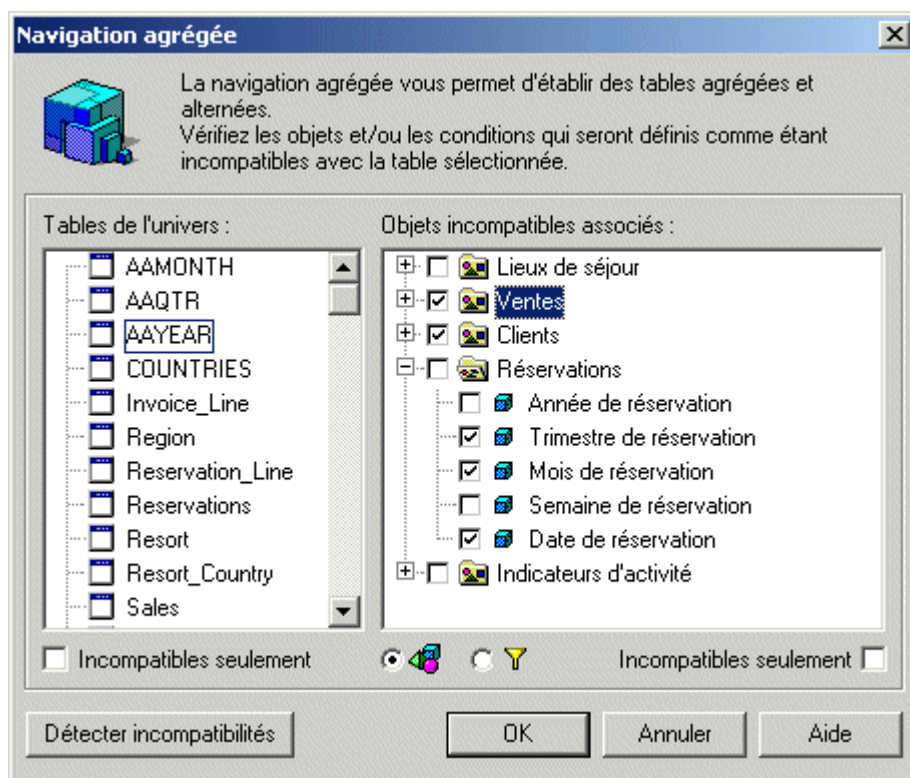 Navigation agrégée
La navigation agrégée vous permet d'établir des tables agrégées et
alternées.
Vérifiez les objets et/ou les conditions qui seront définis comme étant
incompatibles avec la table sélectionnée.
Tables de l'univers :
AAMONTH
AAQTR
AAYEAR
COUNTRIES
Invoice_Line
Region
Reservation_Line
Reservations
Resort
Resort_Country
Sales
Objets incompatibles associés :
Lieux de séjour
Ventes
Clients
Réservations
Année de réservation
Trimestre de réservation
Mois de réservation
Semaine de réservation
Date de réservation
Indicateurs d'activité
Incompatibles seulement
Incompatibles seulement
Détecter incompatibilités
OK
Annuler
Aide